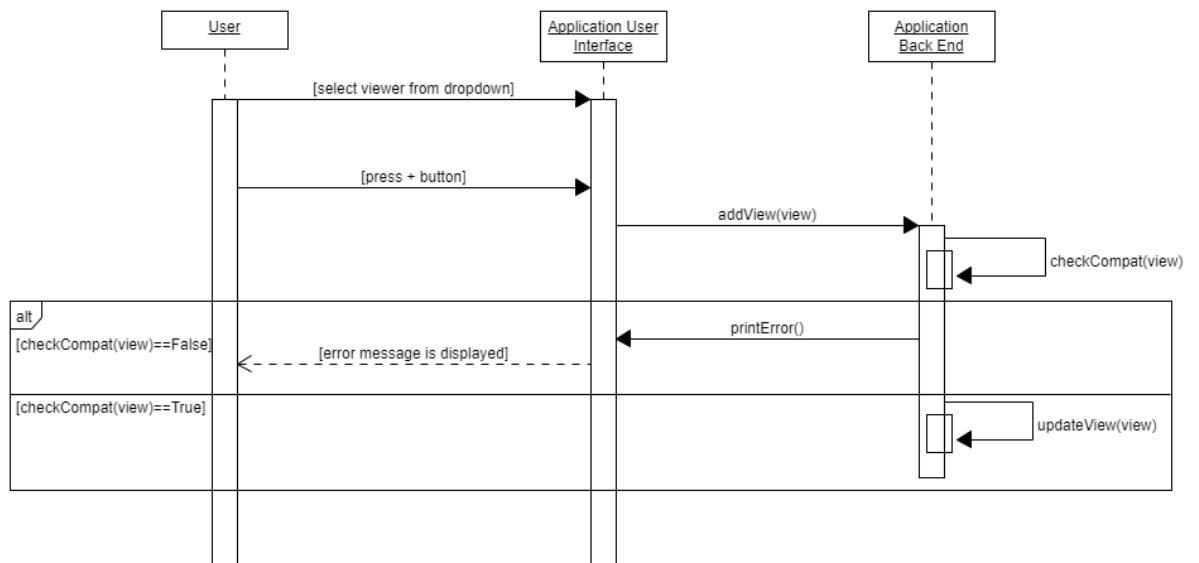 User
Application User
Interface
Application
Back End
[select viewer from dropdown]
[press + button]
addView(view)
checkCompat(view)
alt
printError()
[checkCompat(view)==False]
[error message is displayed]
[checkCompat(view)==True]
updateView(view)